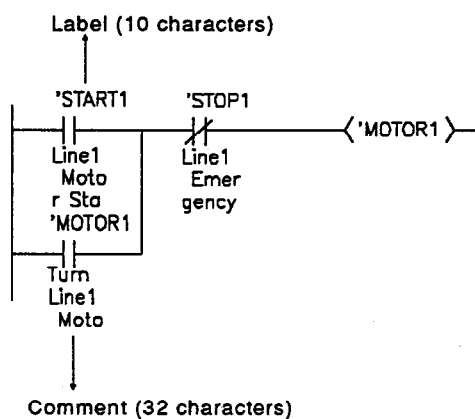 Label (10 characters)
'START1
'STOP1
'MOTOR1
Line1
Moto
r Sta
Line1
Emer
gency
'MOTOR1
Turn
Line1
Moto
Comment (32 characters)